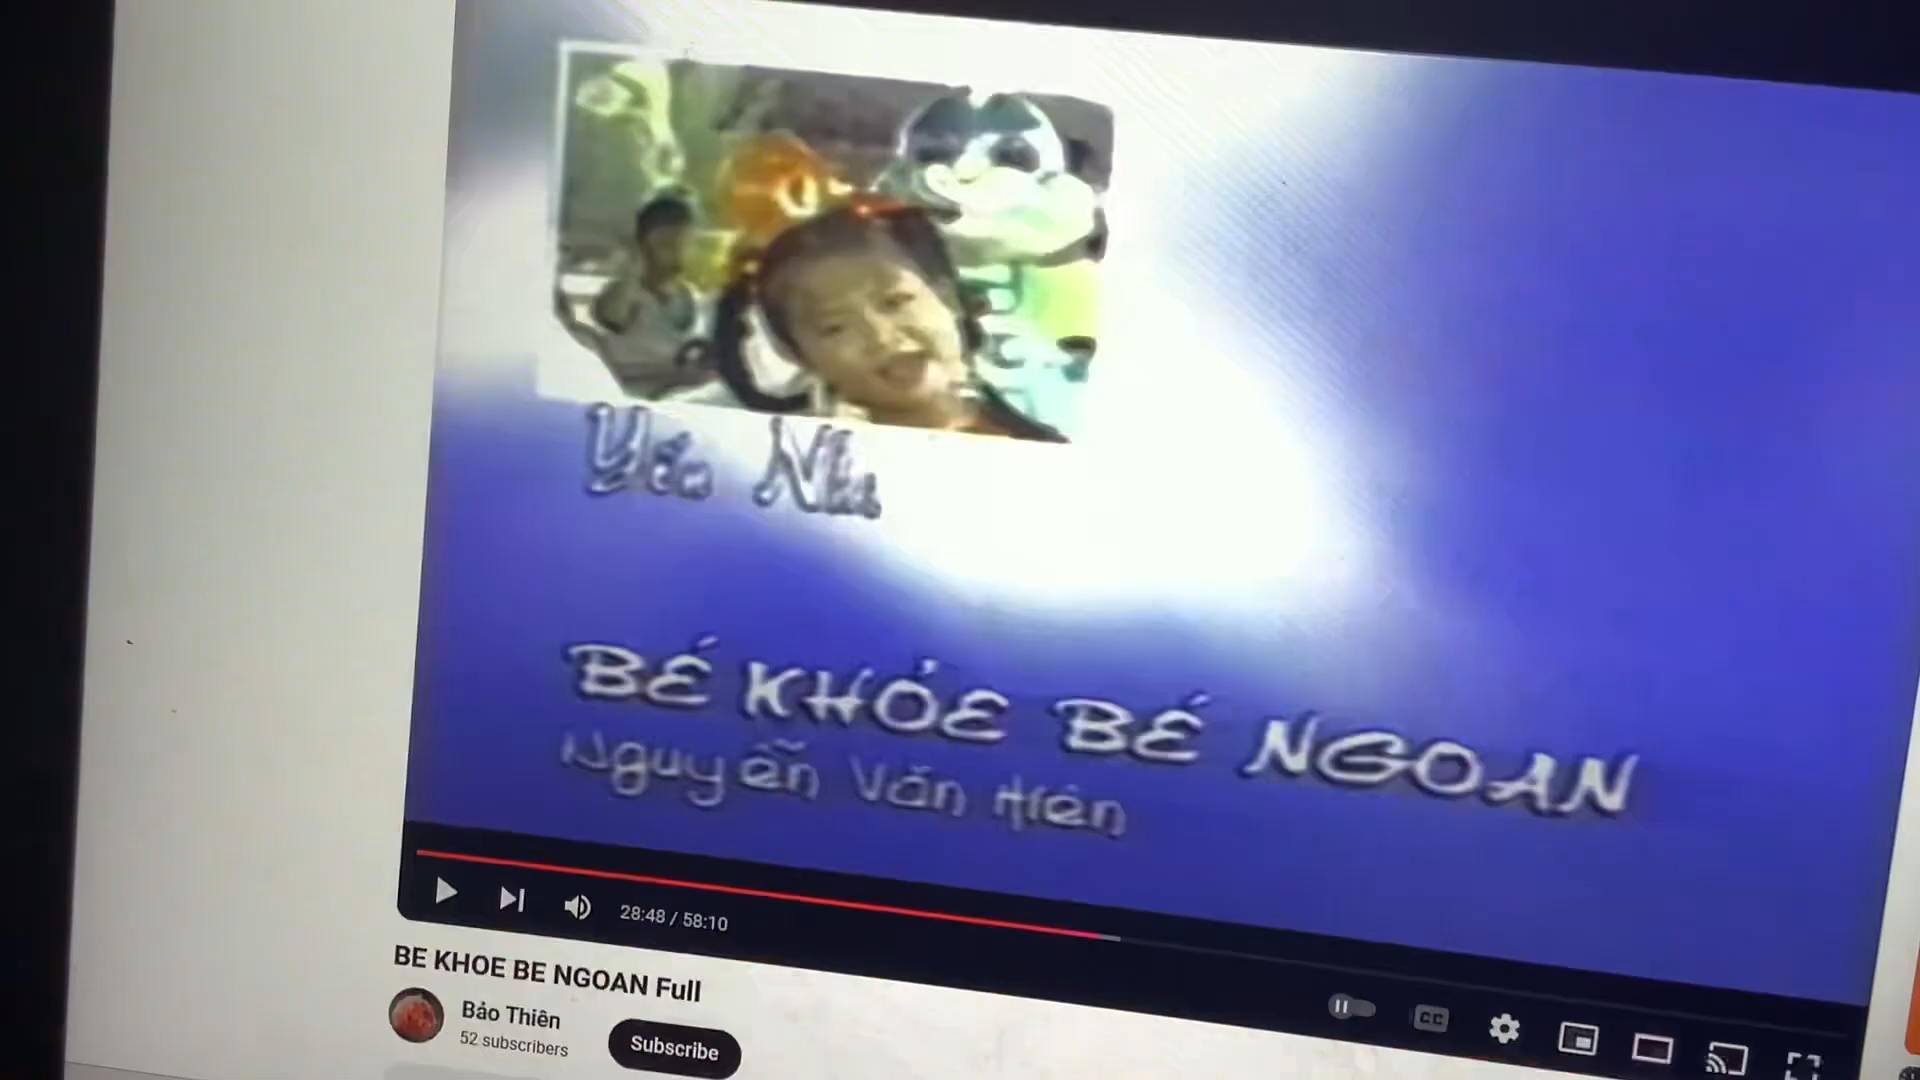 Yến Nhi
BÉ KHỎE BÉ NGOAN
Nguyễn Văn Hiên
28:48 / 58:10
CC
BE KHOE BE NGOAN Full
Bảo Thiên
52 subscribers
Subscribe